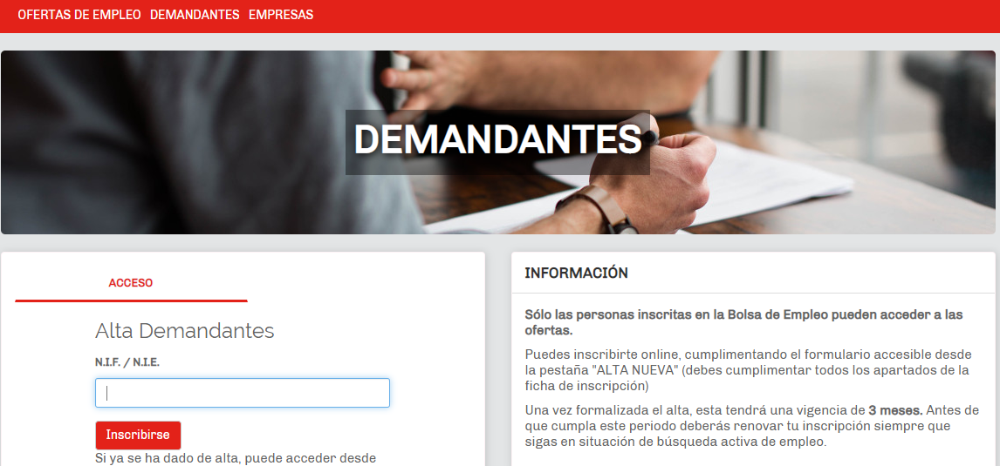 OFERTAS DE EMPLEO DEMANDANTES EMPRESAS
DEMANDANTES
ACCESO
Alta Demandantes
N.I.F. / N.I.E.
Inscribirse
Si ya se ha dado de alta, puede acceder desde
INFORMACIÓN
Sólo las personas inscritas en la Bolsa de Empleo pueden acceder a las
ofertas.
Puedes inscribirte online, cumplimentando el formulario accesible desde
la pestaña "ALTA NUEVA" (debes cumplimentar todos los apartados de la
ficha de inscripción)
Una vez formalizada el alta, esta tendrá una vigencia de 3 meses. Antes de
que cumpla este periodo deberás renovar tu inscripción siempre que
sigas en situación de búsqueda activa de empleo.